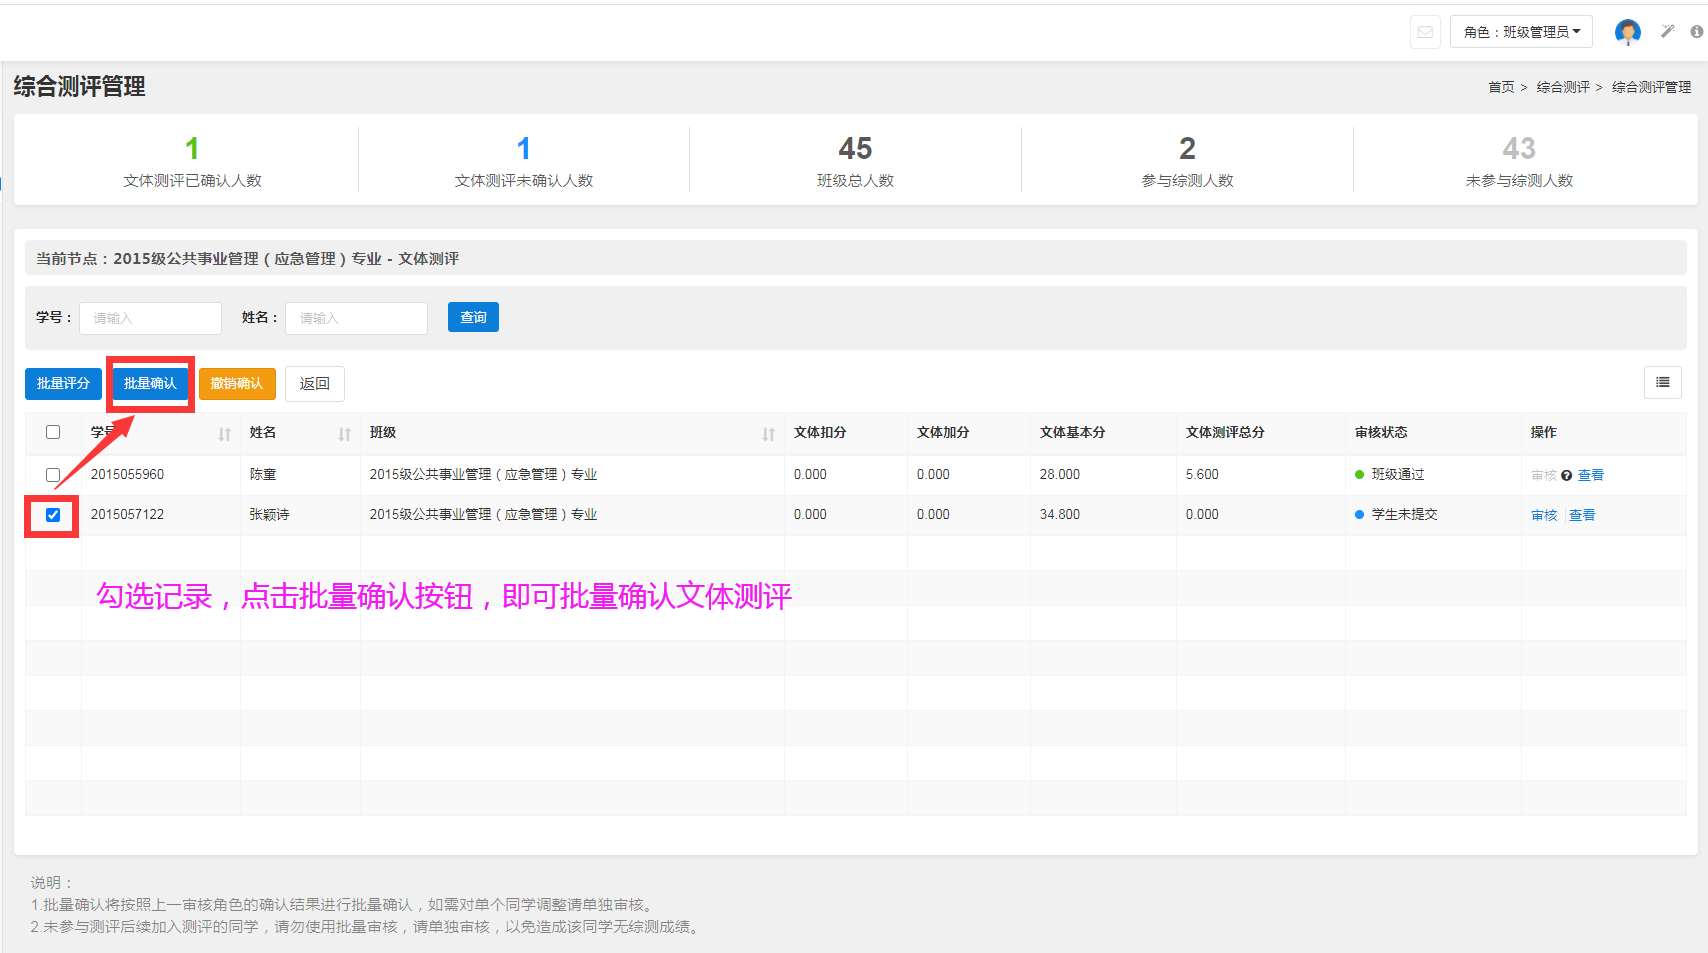 角色：班级管理员
综合测评管理
首页 > 综合测评 > 综合测评管理
1 1 45 2 43
文体测评已确认人数 文体测评未确认人数 班级总人数 参与综测人数 未参与综测人数
当前节点：2015级公共事业管理（应急管理）专业 - 文体测评
学号： 请输入 姓名： 请输入 查询
批量评分 批量确认 撤销确认 返回
学号 姓名 班级 文体扣分 文体加分 文体基本分 文体测评总分 审核状态 操作
2015055960 陈童 2015级公共事业管理（应急管理）专业 0.000 0.000 28.000 5.600 班级通过 审核 查看
2015057122 张颖诗 2015级公共事业管理（应急管理）专业 0.000 0.000 34.800 0.000 学生未提交 审核 查看
勾选记录，点击批量确认按钮，即可批量确认文体测评
说明：
1.批量确认将按照上一审核角色的确认结果进行批量确认，如需对单个同学调整请单独审核。
2.未参与测评后续加入测评的同学，请勿使用批量审核，请单独审核，以免造成该同学无综测成绩。